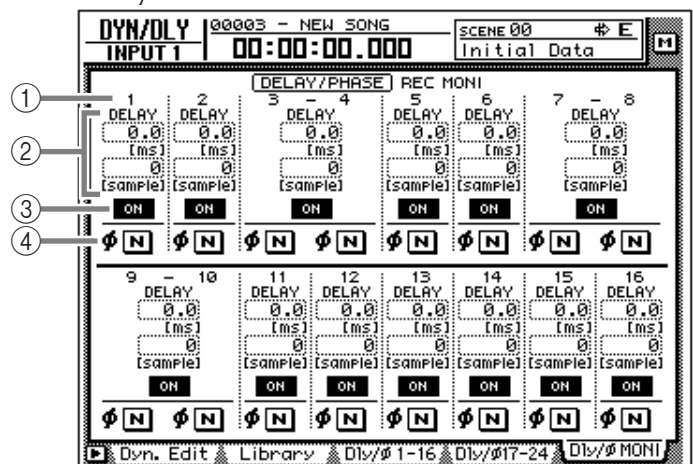 DYN/DLY 00003 - NEW SONG SCENE 00 E
INPUT 1 00:00:00.000 Initial Data M
DELAY/PHASE REC MONI
① 1 2 3 - 4 5 6 7 - 8
DELAY DELAY DELAY DELAY DELAY DELAY
② 0.0 0.0 0.0 0.0 0.0 0.0
[ms] [ms] [ms] [ms] [ms] [ms]
0 0 0 0 0 0
[sample] [sample] [sample] [sample] [sample] [sample]
③ ON ON ON ON ON ON
④ φ N φ N φ N φ N φ N φ N φ N φ N
9 - 10 11 12 13 14 15 16
DELAY DELAY DELAY DELAY DELAY DELAY DELAY
0.0 0.0 0.0 0.0 0.0 0.0 0.0
[ms] [ms] [ms] [ms] [ms] [ms] [ms]
0 0 0 0 0 0 0
[sample] [sample] [sample] [sample] [sample] [sample] [sample]
ON ON ON ON ON ON ON
φ N φ N φ N φ N φ N φ N φ N φ N
Dyn. Edit Library Dly/φ 1-16 Dly/φ17-24 Dly/φ MONI